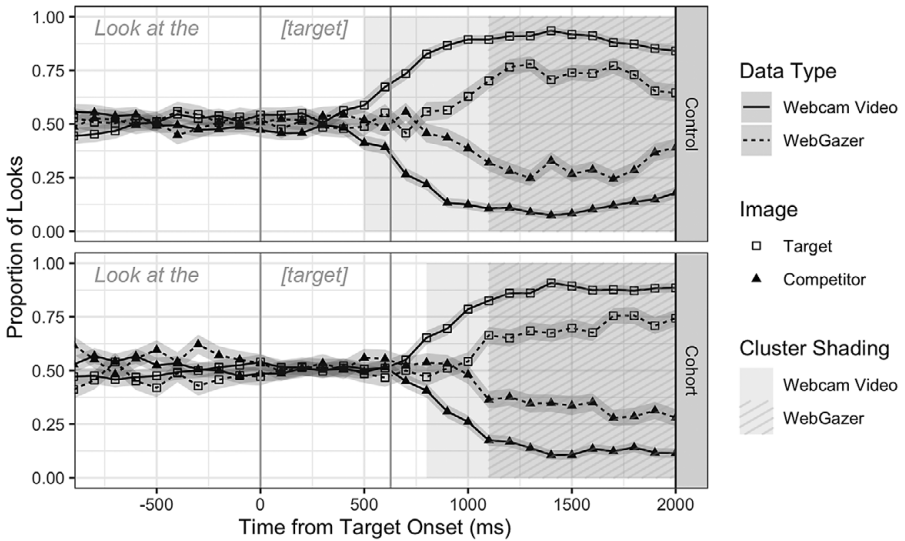 1.00
0.75
0.50
0.25
0.00
Look at the
[target]
Control
1.00
0.75
0.50
0.25
0.00
Look at the
[target]
Cohort
Proportion of Looks
-500
0
500
1000
1500
2000
Time from Target Onset (ms)
Data Type
Webcam Video
WebGazer
Image
Target
Competitor
Cluster Shading
Webcam Video
WebGazer